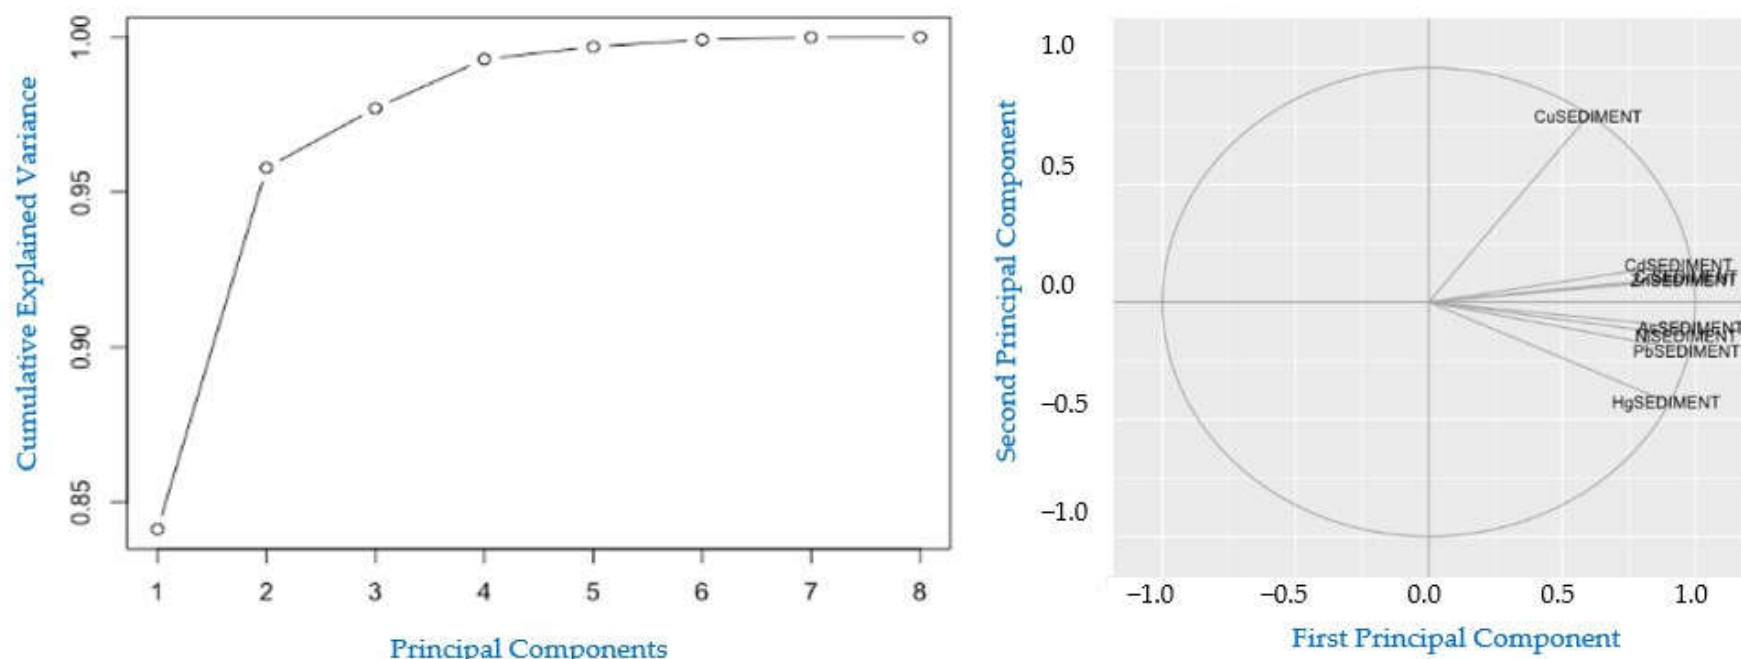 Cumulative Explained Variance
1.00
0.95
0.90
0.85
1 2 3 4 5 6 7 8
Principal Components
Second Principal Component
1.0
0.5
0.0
–0.5
–1.0
CuSEDIMENT
CdSEDIMENT
ZnSEDIMENT
AsSEDIMENT
NiSEDIMENT
PbSEDIMENT
HgSEDIMENT
–1.0 –0.5 0.0 0.5 1.0
First Principal Component